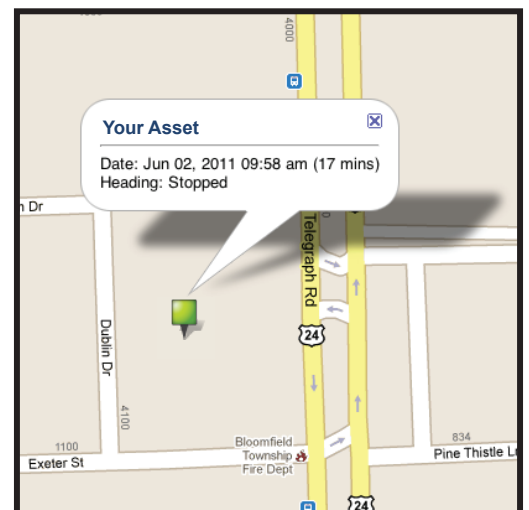 4000
Your Asset
Date: Jun 02, 2011 09:58 am (17 mins)
Heading: Stopped
n Dr
Telegraph Rd
24
Dublin Dr
4100
1100
Exeter St
Bloomfield
Township
Fire Dept
834
Pine Thistle Ln
24